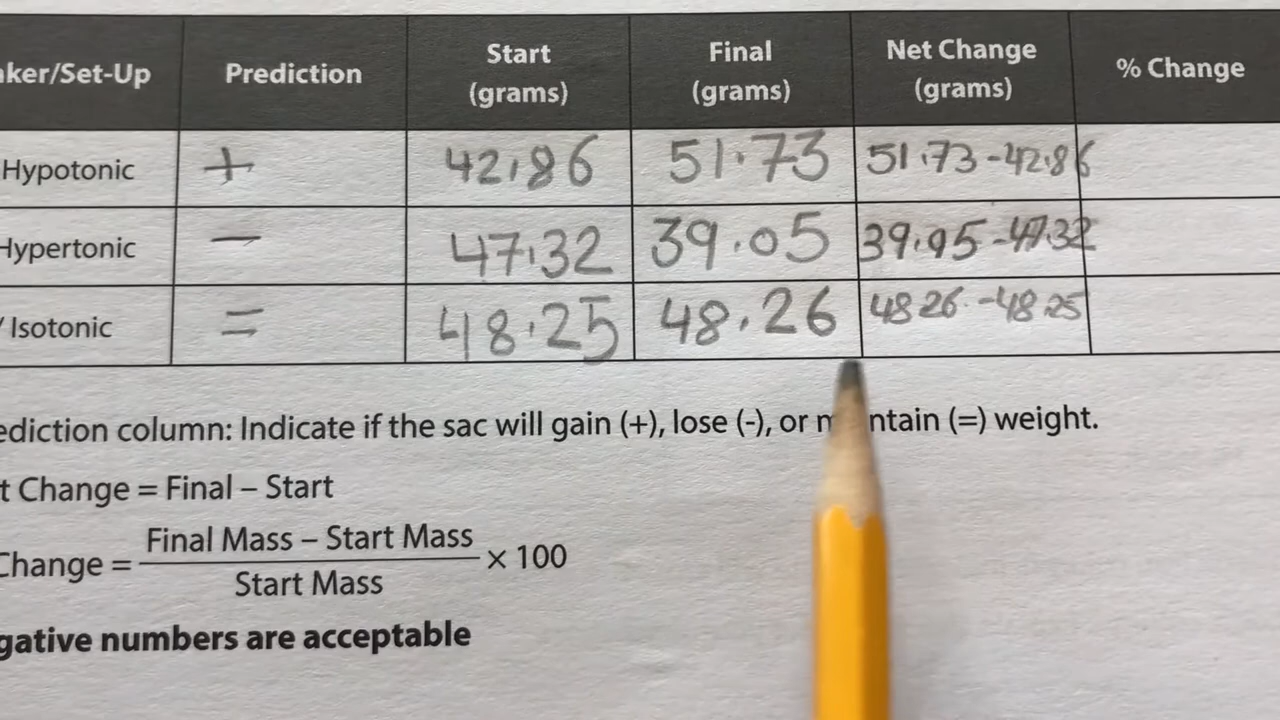 ker/Set-Up Prediction Start (grams) Final (grams) Net Change (grams) % Change
Hypotonic + 42.86 51.73 51.73-42.86
Hypertonic - 47.32 39.05 39.95-47.32
Isotonic = 48.25 48.26 48.26-48.25
ediction column: Indicate if the sac will gain (+), lose (-), or m ntain (=) weight.
t Change = Final – Start
Change = Final Mass – Start Mass
Start Mass
× 100
gative numbers are acceptable